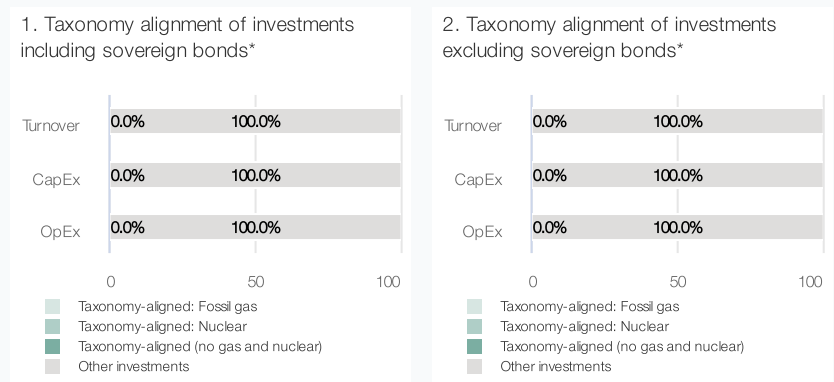 1. Taxonomy alignment of investments
including sovereign bonds*
Turnover 0.0% 100.0%
CapEx 0.0% 100.0%
OpEx 0.0% 100.0%
0 50 100
Taxonomy-aligned: Fossil gas
Taxonomy-aligned: Nuclear
Taxonomy-aligned (no gas and nuclear)
Other investments
2. Taxonomy alignment of investments
excluding sovereign bonds*
Turnover 0.0% 100.0%
CapEx 0.0% 100.0%
OpEx 0.0% 100.0%
0 50 100
Taxonomy-aligned: Fossil gas
Taxonomy-aligned: Nuclear
Taxonomy-aligned (no gas and nuclear)
Other investments